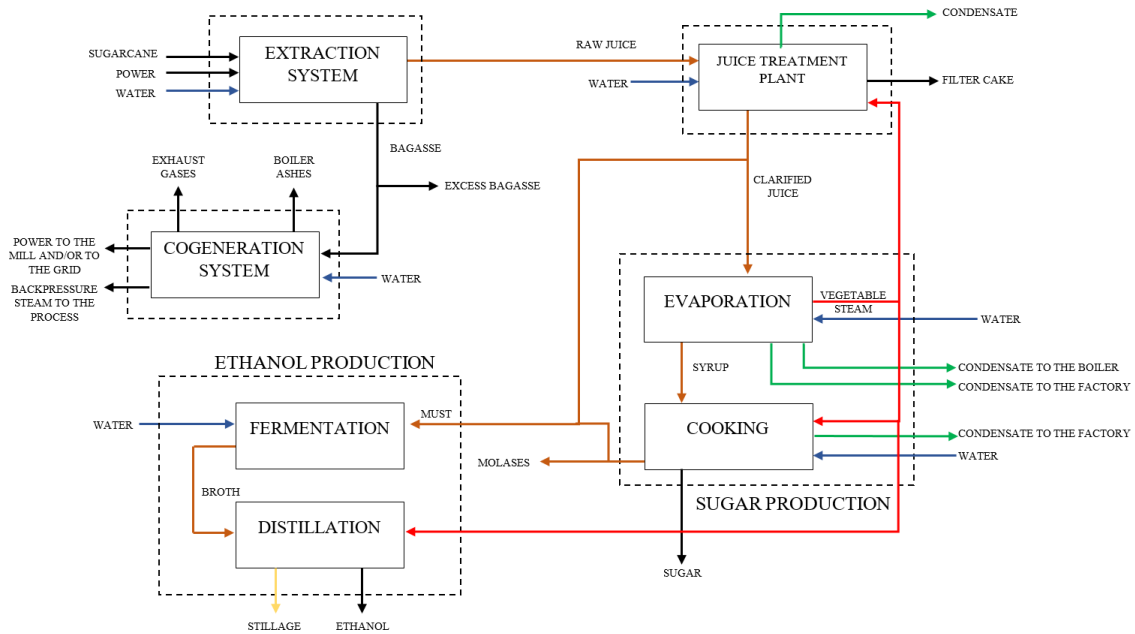 CONDENSATE
SUGARCANE
POWER
WATER
EXTRACTION
SYSTEM
RAW JUICE
WATER
JUICE TREATMENT
PLANT
FILTER CAKE
BAGASSE
EXCESS BAGASSE
CLARIFIED
JUICE
EXHAUST
GASES
BOILER
ASHES
POWER TO THE
MILL AND/OR TO
THE GRID
BACKPRESSURE
STEAM TO THE
PROCESS
COGENERATION
SYSTEM
WATER
EVAPORATION
VEGETABLE
STEAM
WATER
SYRUP
CONDENSATE TO THE BOILER
CONDENSATE TO THE FACTORY
COOKING
CONDENSATE TO THE FACTORY
WATER
SUGAR PRODUCTION
SUGAR
ETHANOL PRODUCTION
WATER
FERMENTATION
MUST
MOLASES
BROTH
DISTILLATION
STILLAGE
ETHANOL